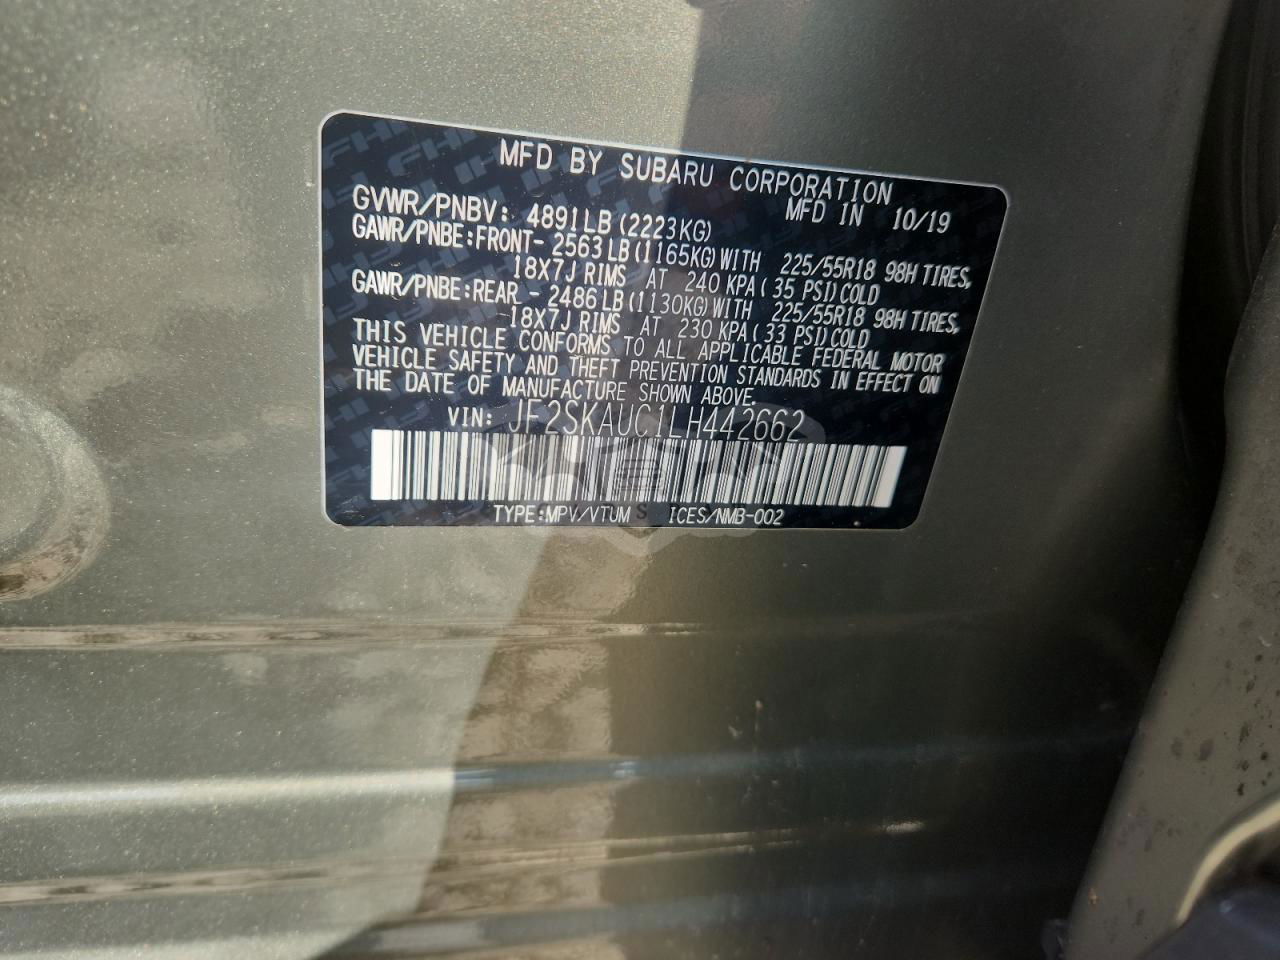 MFD BY SUBARU CORPORATION
MFD IN 10/19
GVWR/PNBV: 4891LB (2223KG)
GAWR/PNBE:FRONT- 2563LB(1165KG)WITH 225/55R18 98H TIRES,
18X7J RIMS AT 240 KPA(35 PSI)COLD
GAWR/PNBE:REAR - 2486LB(1130KG)WITH 225/55R18 98H TIRES,
18X7J RIMS AT 230 KPA(33 PSI)COLD
THIS VEHICLE CONFORMS TO ALL APPLICABLE FEDERAL MOTOR
VEHICLE SAFETY AND THEFT PREVENTION STANDARDS IN EFFECT ON
THE DATE OF MANUFACTURE SHOWN ABOVE.
VIN: JF2SKAUC1LH442662
TYPE:MPV/VTUM ICES/NMB-002